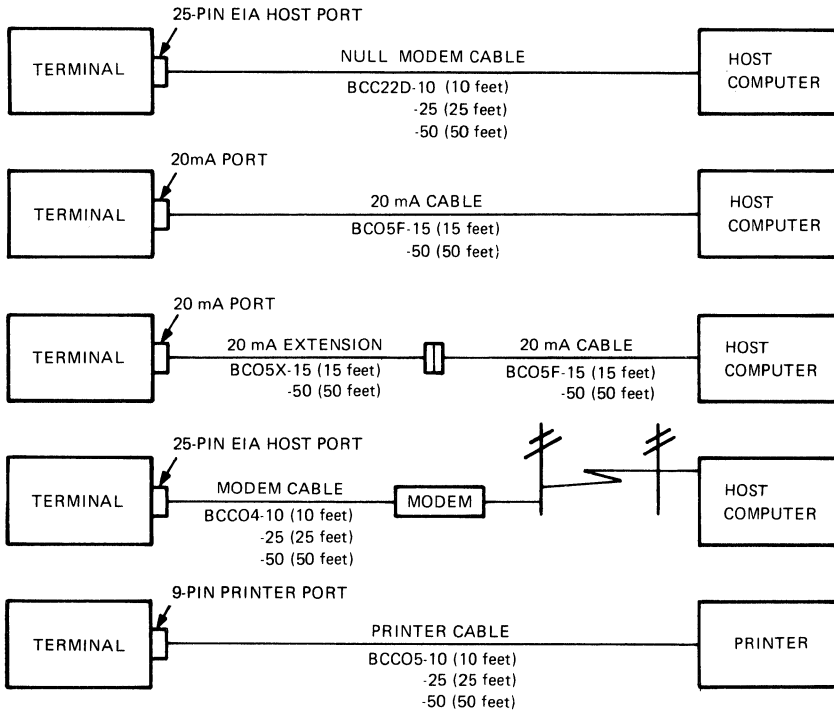 25-PIN EIA HOST PORT
TERMINAL
NULL MODEM CABLE
BCC22D-10 (10 feet)
-25 (25 feet)
-50 (50 feet)
HOST
COMPUTER
20mA PORT
TERMINAL
20 mA CABLE
BCO5F-15 (15 feet)
-50 (50 feet)
HOST
COMPUTER
20 mA PORT
TERMINAL
20 mA EXTENSION
BCO5X-15 (15 feet)
-50 (50 feet)
20 mA CABLE
BCO5F-15 (15 feet)
-50 (50 feet)
HOST
COMPUTER
25-PIN EIA HOST PORT
TERMINAL
MODEM CABLE
BCCO4-10 (10 feet)
-25 (25 feet)
-50 (50 feet)
MODEM
HOST
COMPUTER
9-PIN PRINTER PORT
TERMINAL
PRINTER CABLE
BCCO5-10 (10 feet)
-25 (25 feet)
-50 (50 feet)
PRINTER